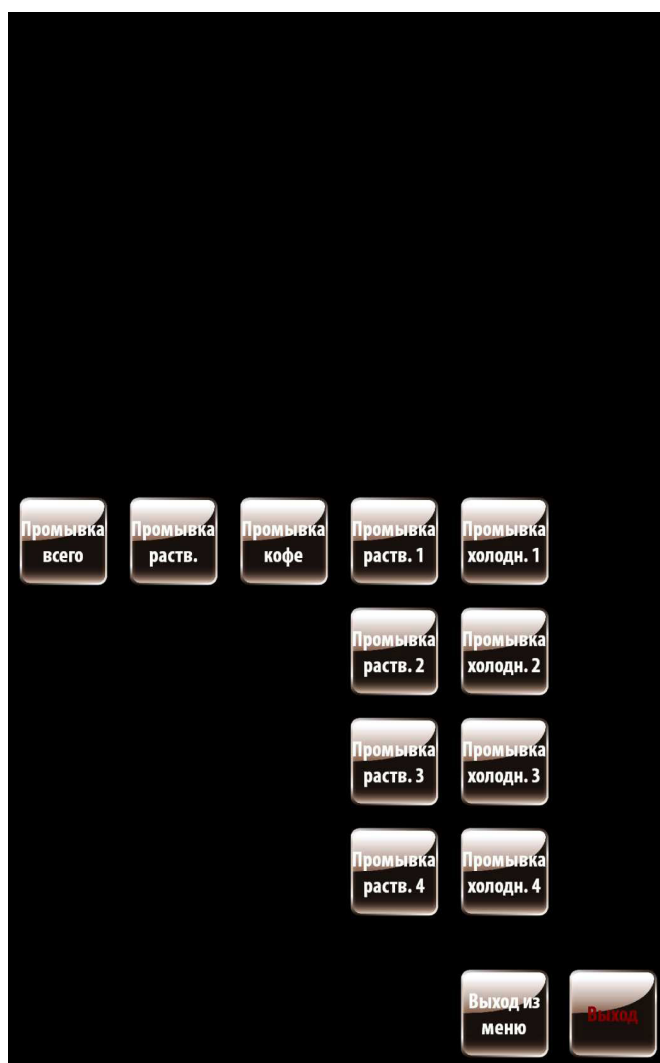 Промывка
всего
Промывка
раств.
Промывка
кофе
Промывка
раств. 1
Промывка
холодн. 1
Промывка
раств. 2
Промывка
холодн. 2
Промывка
раств. 3
Промывка
холодн. 3
Промывка
раств. 4
Промывка
холодн. 4
Выход из
меню
Выход